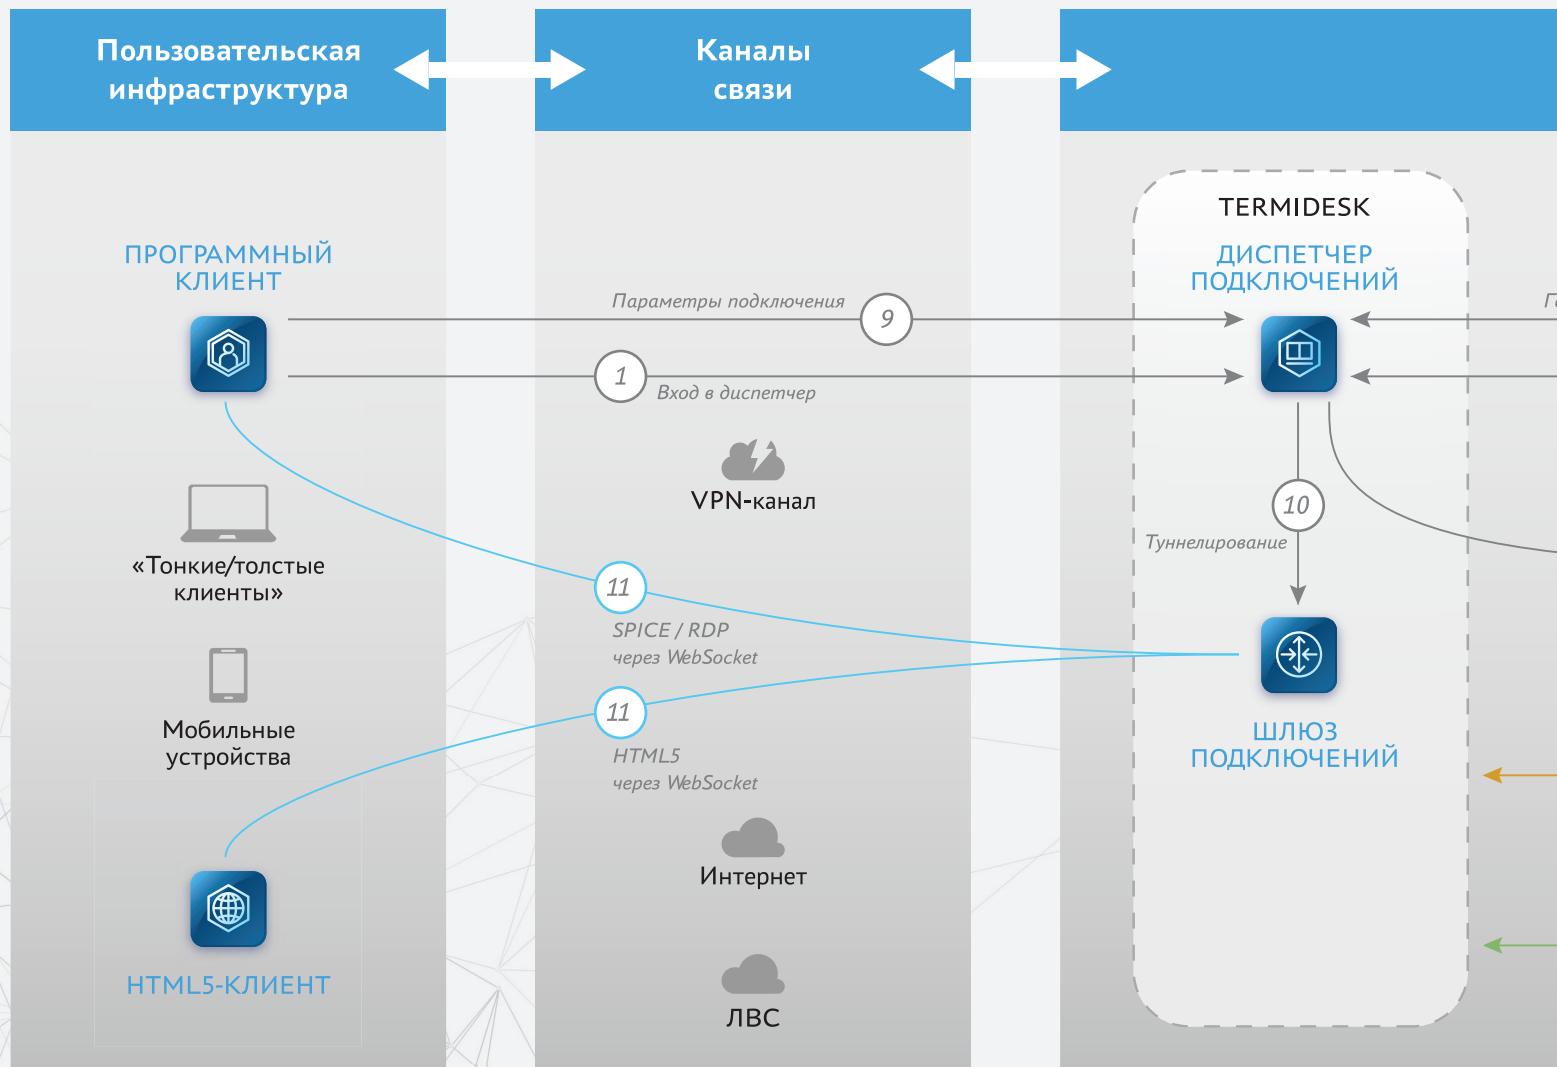 Пользовательская
инфраструктура
Каналы
связи
TERMIDESK
ПРОГРАММНЫЙ
КЛИЕНТ
ДИСПЕТЧЕР
ПОДКЛЮЧЕНИЙ
Параметры подключения
9
1
Вход в диспетчер
VPN-канал
10
Туннелирование
«Тонкие/толстые
клиенты»
11
SPICE / RDP
через WebSocket
Мобильные
устройства
11
HTML5
через WebSocket
ШЛЮЗ
ПОДКЛЮЧЕНИЙ
Интернет
HTML5-КЛИЕНТ
ЛВС